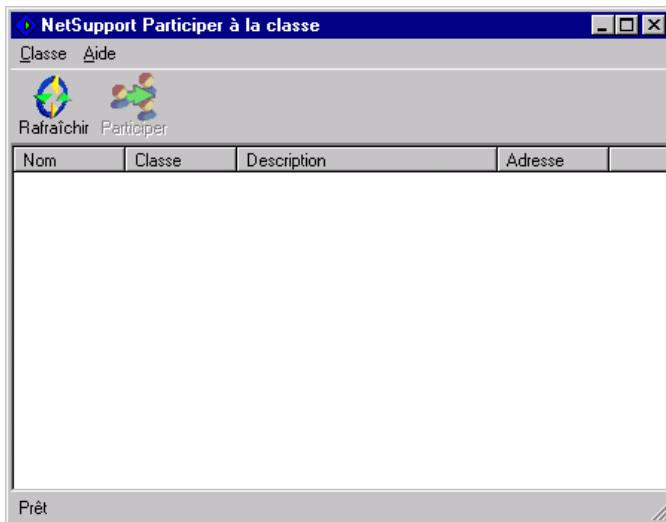 NetSupport Participer à la classe
Classe Aide
Rafraîchir Participer
Nom Classe Description Adresse
Prêt